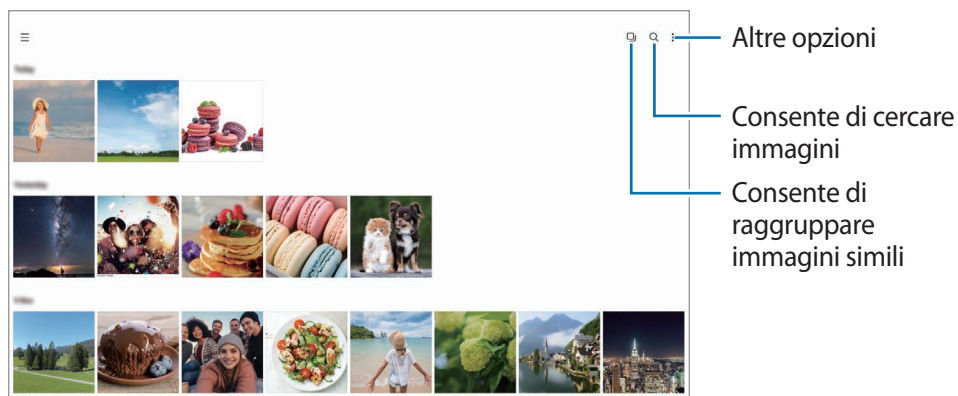 Altre opzioni
Consente di cercare
immagini
Consente di
raggruppare
immagini simili